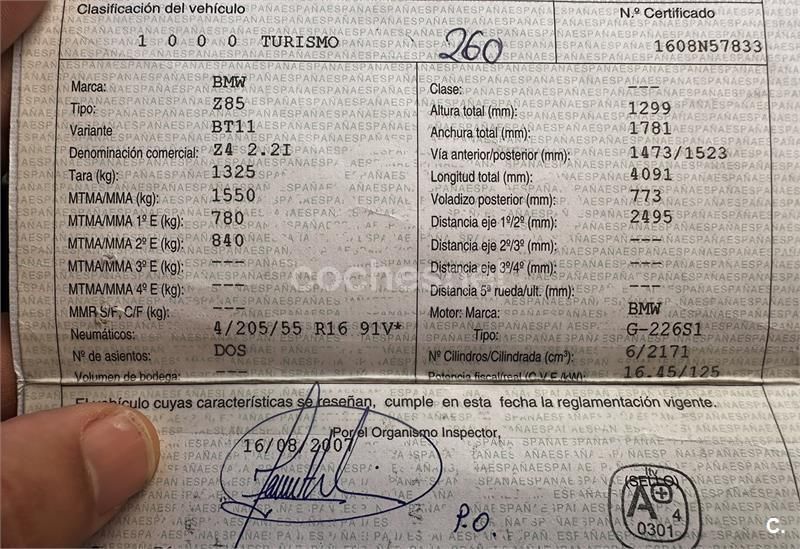 Clasificación del vehículo
Nº Certificado
1 0 0 0 TURISMO
260
1608N57833
Marca: BMW
Tipo: Z85
Variante BT11
Denominación comercial: Z4 2.2I
Tara (kg): 1325
MTMA/MMA (kg): 1550
MTMA/MMA 1º E (kg): 780
MTMA/MMA 2º E (kg): 840
MTMA/MMA 3º E (kg): ---
MTMA/MMA 4º E (kg): ---
MMR S/F, C/F (kg): ---
Neumáticos: 4/205/55 R16 91V*
Nº de asientos: DOS
Volumen de bodega: ---
Clase: ---
Altura total (mm): 1299
Anchura total (mm): 1781
Vía anterior/posterior (mm): 1473/1523
Longitud total (mm): 4091
Voladizo posterior (mm): 773
Distancia eje 1º/2º (mm): 2495
Distancia eje 2º/3º (mm): ---
Distancia eje 3º/4º (mm): ---
Distancia 5ª rueda/ult. (mm): ---
Motor: Marca: BMW
Tipo: G-226S1
Nº Cilindros/Cilindrada (cm³): 6/2171
Potencia fiscal/real (C.V.F./kW): 16.45/125
El vehículo cuyas características se reseñan, cumple en esta fecha la reglamentación vigente.
Por el Organismo Inspector,
16/08/2007
P.O.
itv
(SELLO)
A+
4
0301
coches
C.